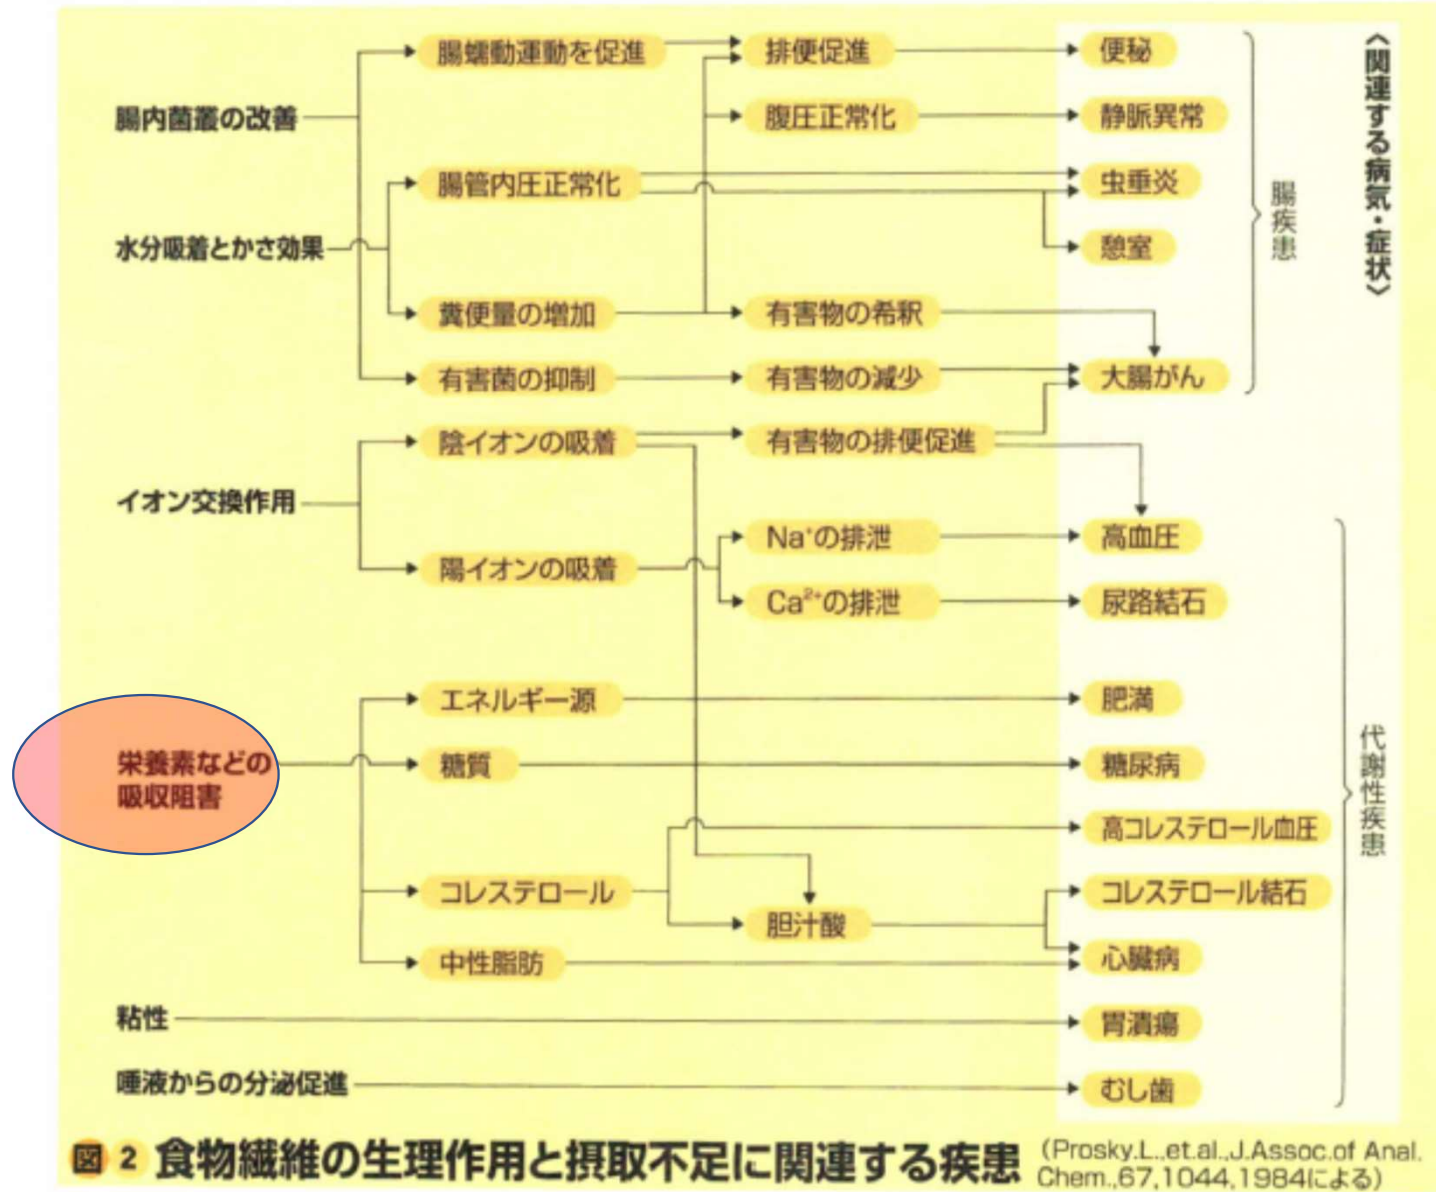 腸蠕動運動を促進
排便促進
便秘
腸内菌叢の改善
腹圧正常化
静脈異常
腸管内圧正常化
虫垂炎
水分吸着とかさ効果
憩室
糞便量の増加
有害物の希釈
有害菌の抑制
有害物の減少
大腸がん
腸疾患
〈関連する病気・症状〉
陰イオンの吸着
有害物の排便促進
イオン交換作用
Na⁺の排泄
高血圧
陽イオンの吸着
Ca²⁺の排泄
尿路結石
エネルギー源
肥満
栄養素などの
吸収阻害
糖質
糖尿病
高コレステロール血圧
コレステロール
コレステロール結石
胆汁酸
中性脂肪
心臓病
粘性
胃潰瘍
唾液からの分泌促進
むし歯
代謝性疾患
図2 食物繊維の生理作用と摂取不足に関連する疾患
(Prosky.L.,et.al.,J.Assoc.of Anal.
Chem.,67,1044,1984による)